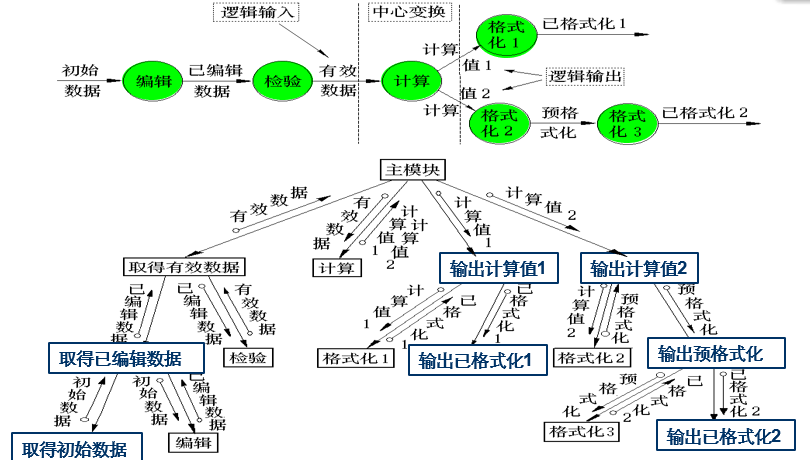 逻辑输入
中心变换
初始
数据
编辑
已编辑
数据
检验
有效
数据
计算
计算
值1
计算
值2
格式
化1
已格式化1
逻辑输出
格式
化2
预格
式化
格式
化3
已格式化2
主模块
有效数据
有效数据
计算值1
计算值2
计算值1
计算值2
取得有效数据
计算
输出计算值1
输出计算值2
已编辑数据
已编辑数据
有效数据
计算值1
已格式化1
已格式化1
计算值2
预格式化
预格式化
取得已编辑数据
检验
格式化1
输出已格式化1
格式化2
输出预格式化
初始数据
初始数据
已编辑数据
预格式化
已格式化2
已格式化2
取得初始数据
编辑
格式化3
输出已格式化2